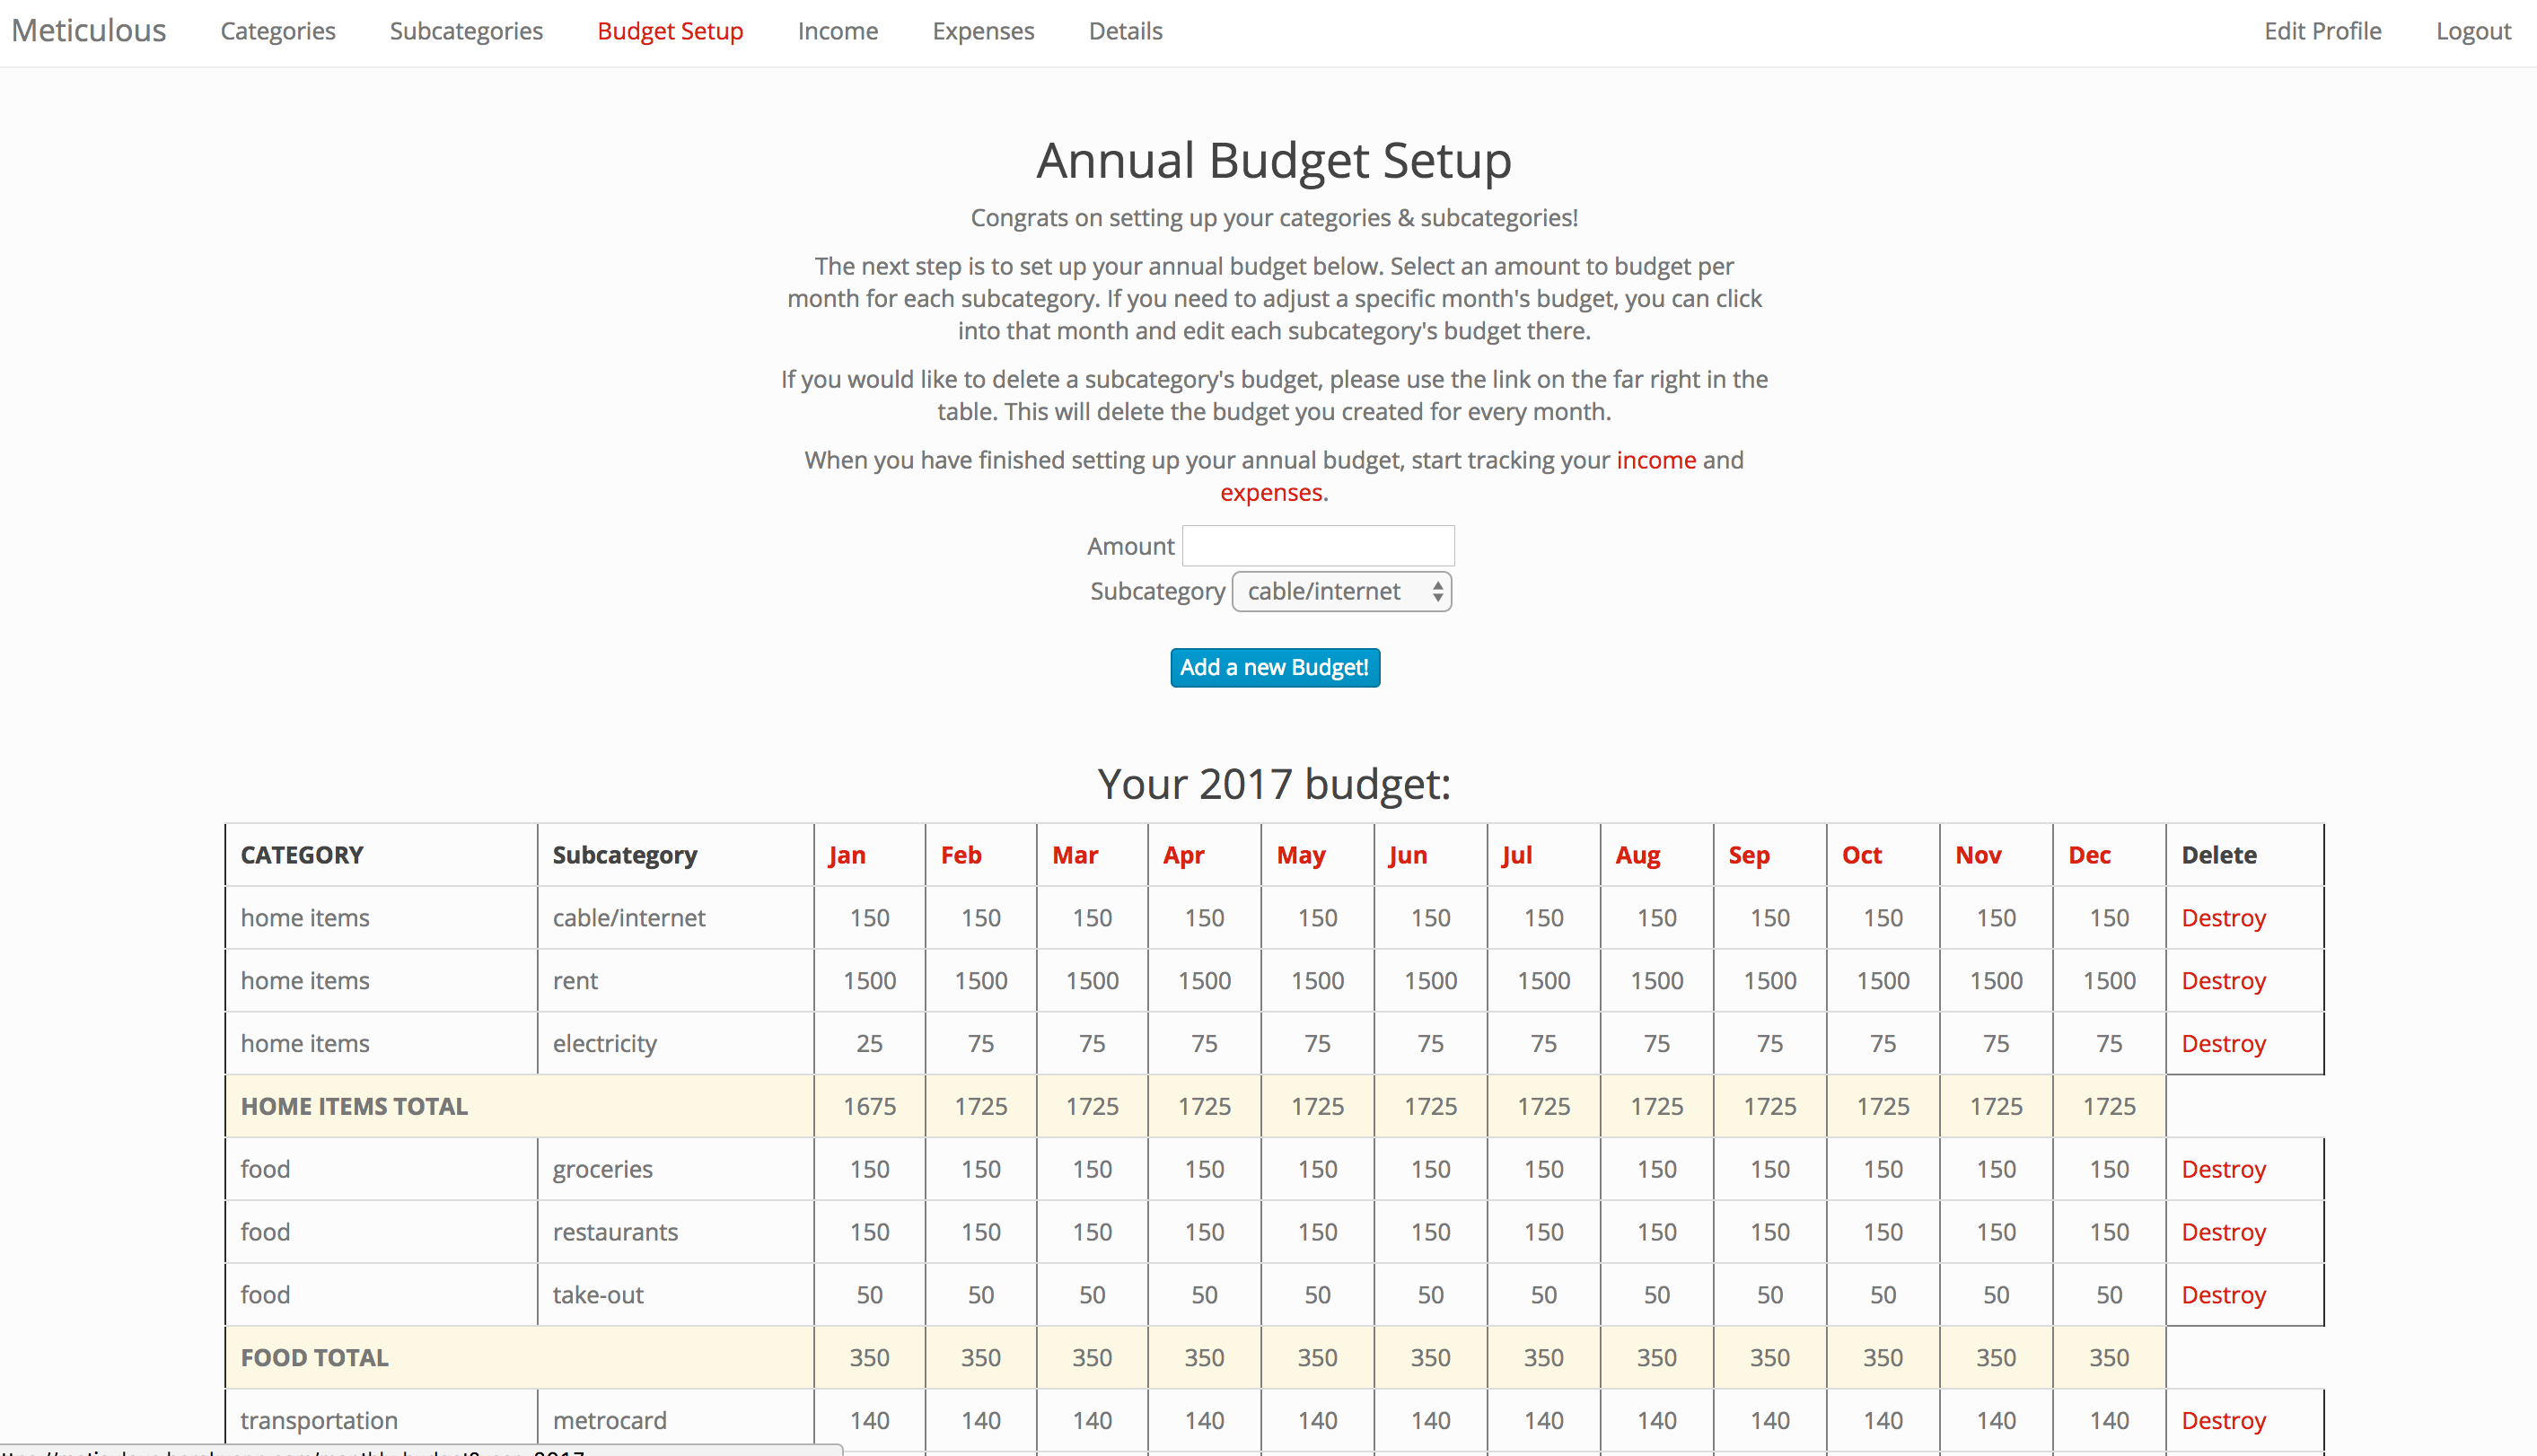 Meticulous Categories Subcategories Budget Setup Income Expenses Details Edit Profile Logout
Annual Budget Setup
Congrats on setting up your categories & subcategories!
The next step is to set up your annual budget below. Select an amount to budget per
month for each subcategory. If you need to adjust a specific month's budget, you can click
into that month and edit each subcategory's budget there.
If you would like to delete a subcategory's budget, please use the link on the far right in the
table. This will delete the budget you created for every month.
When you have finished setting up your annual budget, start tracking your income and
expenses.
Amount
Subcategory cable/internet
Add a new Budget!
Your 2017 budget:
CATEGORY Subcategory Jan Feb Mar Apr May Jun Jul Aug Sep Oct Nov Dec Delete
home items cable/internet 150 150 150 150 150 150 150 150 150 150 150 150 Destroy
home items rent 1500 1500 1500 1500 1500 1500 1500 1500 1500 1500 1500 1500 Destroy
home items electricity 25 75 75 75 75 75 75 75 75 75 75 75 Destroy
HOME ITEMS TOTAL 1675 1725 1725 1725 1725 1725 1725 1725 1725 1725 1725 1725
food groceries 150 150 150 150 150 150 150 150 150 150 150 150 Destroy
food restaurants 150 150 150 150 150 150 150 150 150 150 150 150 Destroy
food take-out 50 50 50 50 50 50 50 50 50 50 50 50 Destroy
FOOD TOTAL 350 350 350 350 350 350 350 350 350 350 350 350
transportation metrocard 140 140 140 140 140 140 140 140 140 140 140 140 Destroy